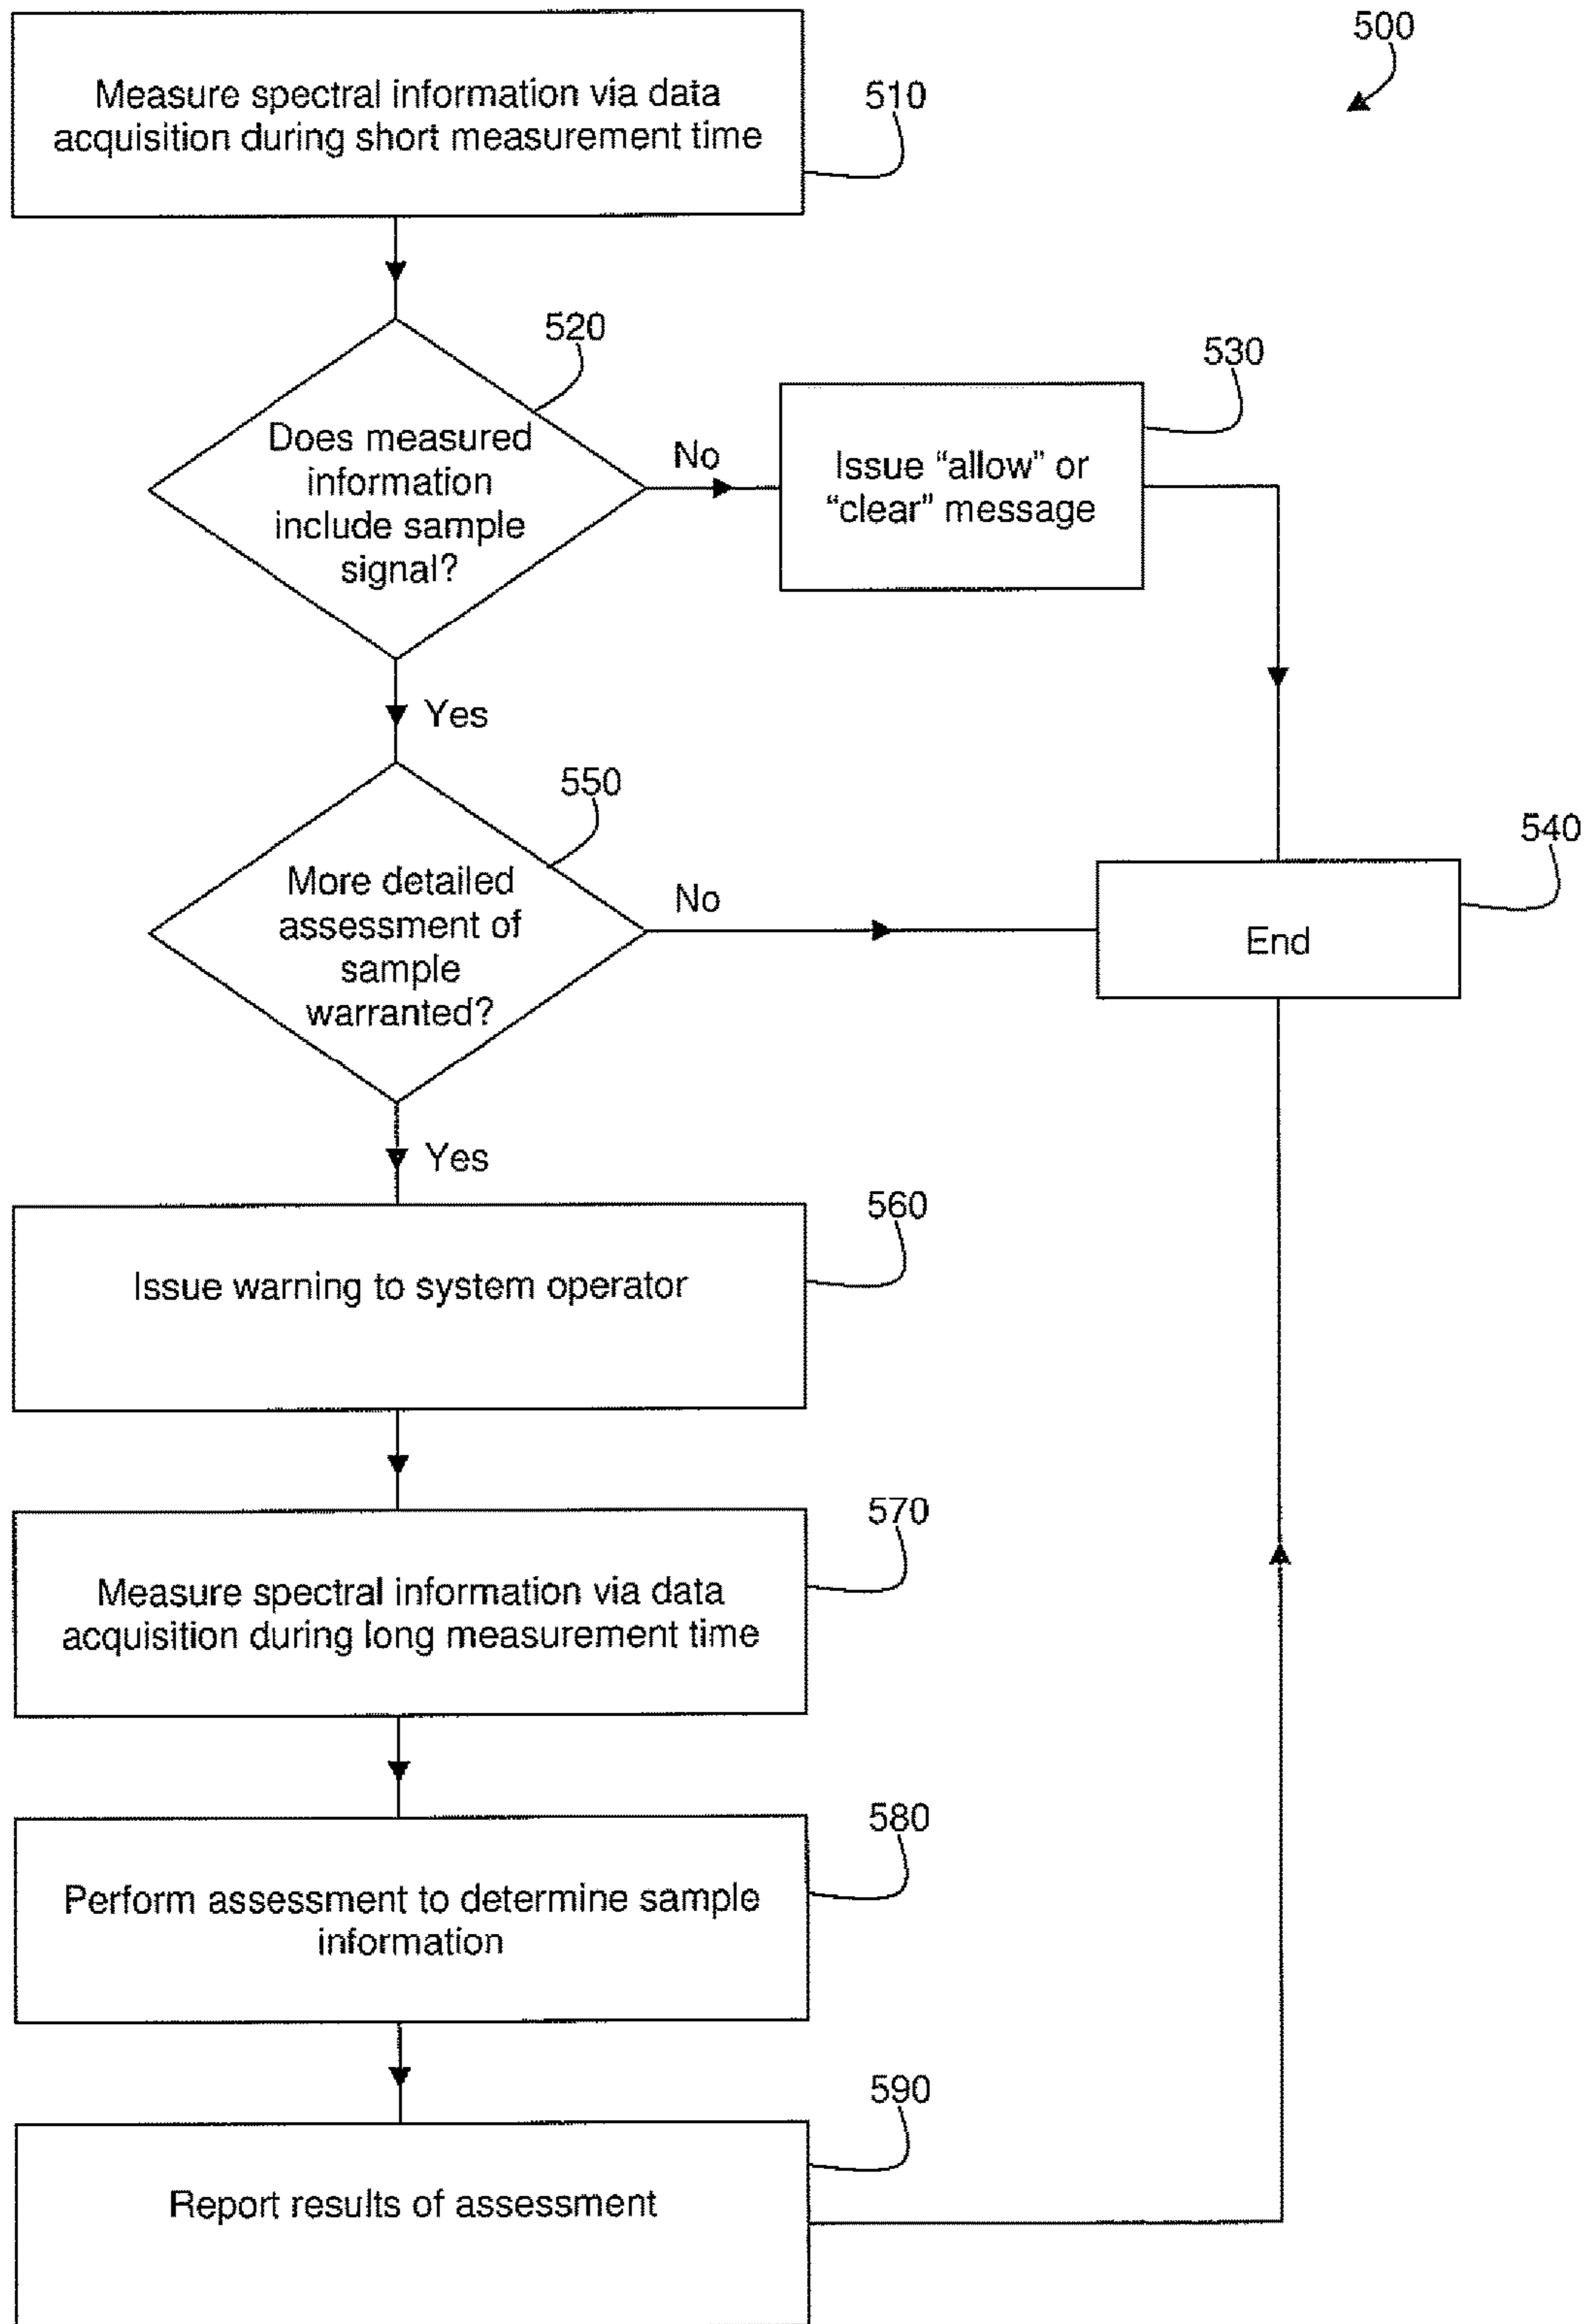 500
Measure spectral information via data
acquisition during short measurement time
510
520
Does measured
information
include sample
signal?
No
530
Issue “allow” or
“clear” message
Yes
550
More detailed
assessment of
sample
warranted?
No
540
End
Yes
560
Issue warning to system operator
570
Measure spectral information via data
acquisition during long measurement time
580
Perform assessment to determine sample
information
590
Report results of assessment